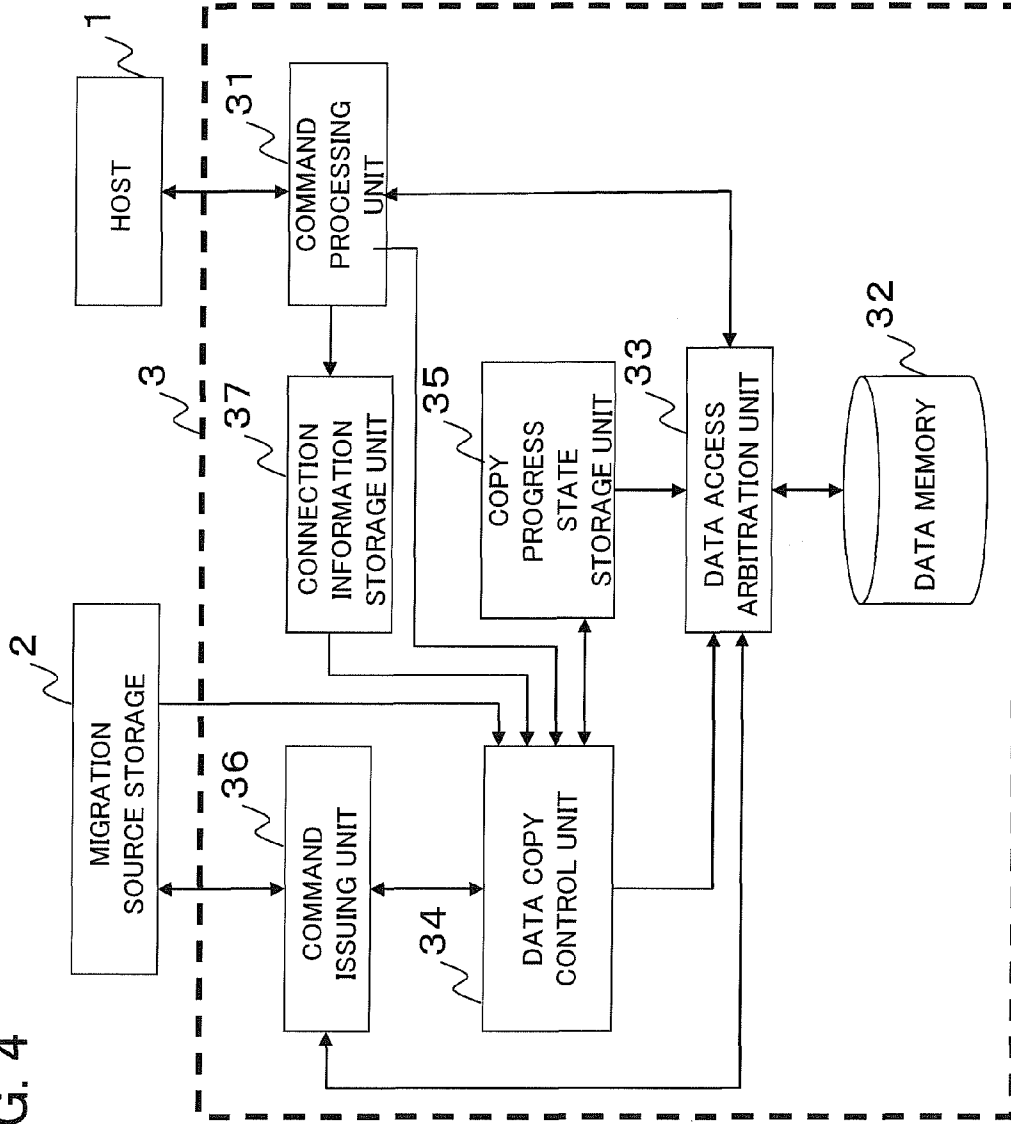 G. 4
MIGRATION
SOURCE STORAGE
2
HOST
1
3
COMMAND
ISSUING UNIT
36
CONNECTION
INFORMATION
STORAGE UNIT
37
COMMAND
PROCESSING
UNIT
31
DATA COPY
CONTROL UNIT
34
COPY
PROGRESS
STATE
STORAGE UNIT
35
DATA ACCESS
ARBITRATION UNIT
33
DATA MEMORY
32